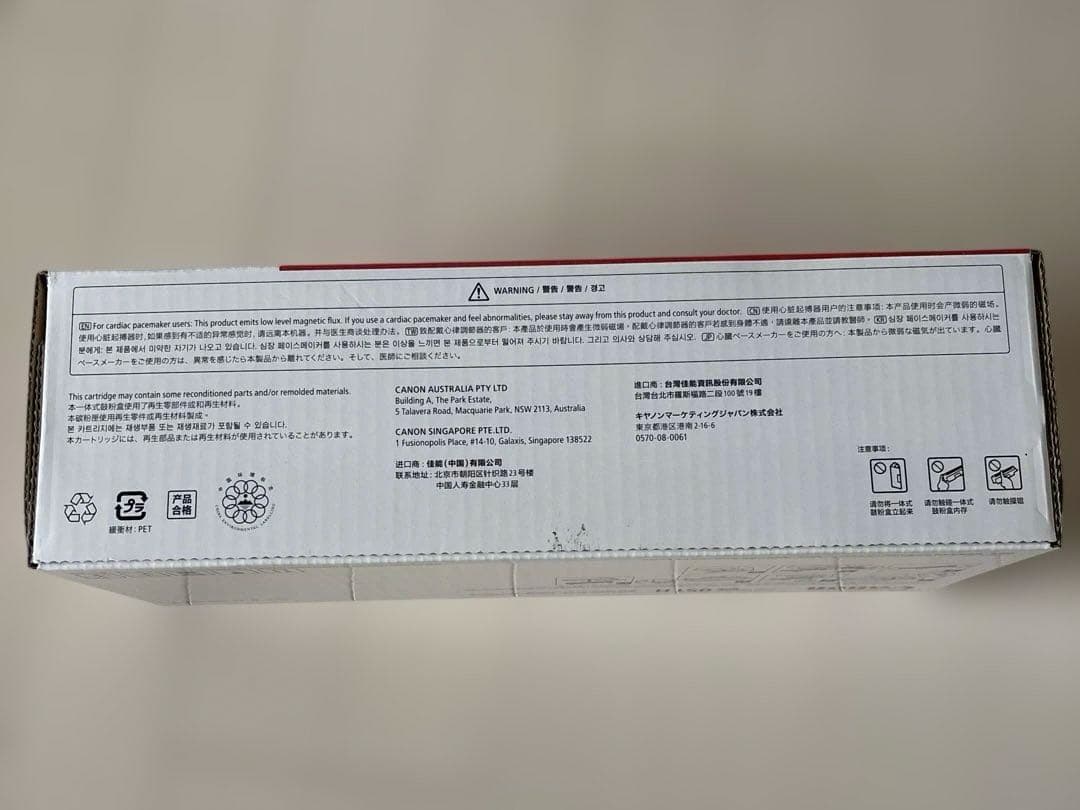 WARNING / 警告 / 警告 / 경고
EN For cardiac pacemaker users: This product emits low level magnetic flux. If you use a cardiac pacemaker and feel abnormalities, please stay away from this product and consult your doctor. CN 使用心脏起搏器用户的注意事项: 本产品使用时会产微弱的磁场。
使用心脏起搏器时,如果感到有不适的异常感觉时, 请远离本机器。并与医生商谈处理办法。TW 致配戴心律調節器的客戶: 本產品於使用時會產生微弱磁場。配戴心律調節器的客戶若感到身體不適,請遠離本產品並請教醫師。KR 심장 페이스메이커를 사용하시는
분에게: 본 제품에서 미약한 자기가 나오고 있습니다. 심장 페이스메이커를 사용하시는 분은 이상을 느끼면 본 제품으로부터 떨어져 주시기 바랍니다. 그리고 의사와 상담해 주십시오. JP 心臓ペースメーカーをご使用の方へ: 本製品から微弱な磁気が出ています。心臓
ペースメーカーをご使用の方は、異常を感じたら本製品から離れてください。そして、医師にご相談ください。
This cartridge may contain some reconditioned parts and/or remolded materials.
本一体式鼓粉盒使用了再生零部件或和再生材料。
本碳粉匣使用再生零件或再生材料製成。
본 카트리지에는 재생부품 또는 재생재료가 포함될 수 있습니다.
本カートリッジには、再生部品または再生材料が使用されていることがあります。
プラ
緩衝材: PET
产品
合格
CHINA ENVIRONMENTAL LABELLING
CANON AUSTRALIA PTY LTD
Building A, The Park Estate,
5 Talavera Road, Macquarie Park, NSW 2113, Australia
CANON SINGAPORE PTE.LTD.
1 Fusionopolis Place, #14-10, Galaxis, Singapore 138522
进口商: 佳能(中国)有限公司
联系地址: 北京市朝阳区针织路23号楼
中国人寿金融中心33层
進口商: 台灣佳能資訊股份有限公司
台灣台北市羅斯福路二段100號19樓
キヤノンマーケティングジャパン株式会社
東京都港区港南2-16-6
0570-08-0061
注意事项:
请勿将一体式
鼓粉盒立起来
请勿触碰一体式
鼓粉盒内存
请勿触摸辊